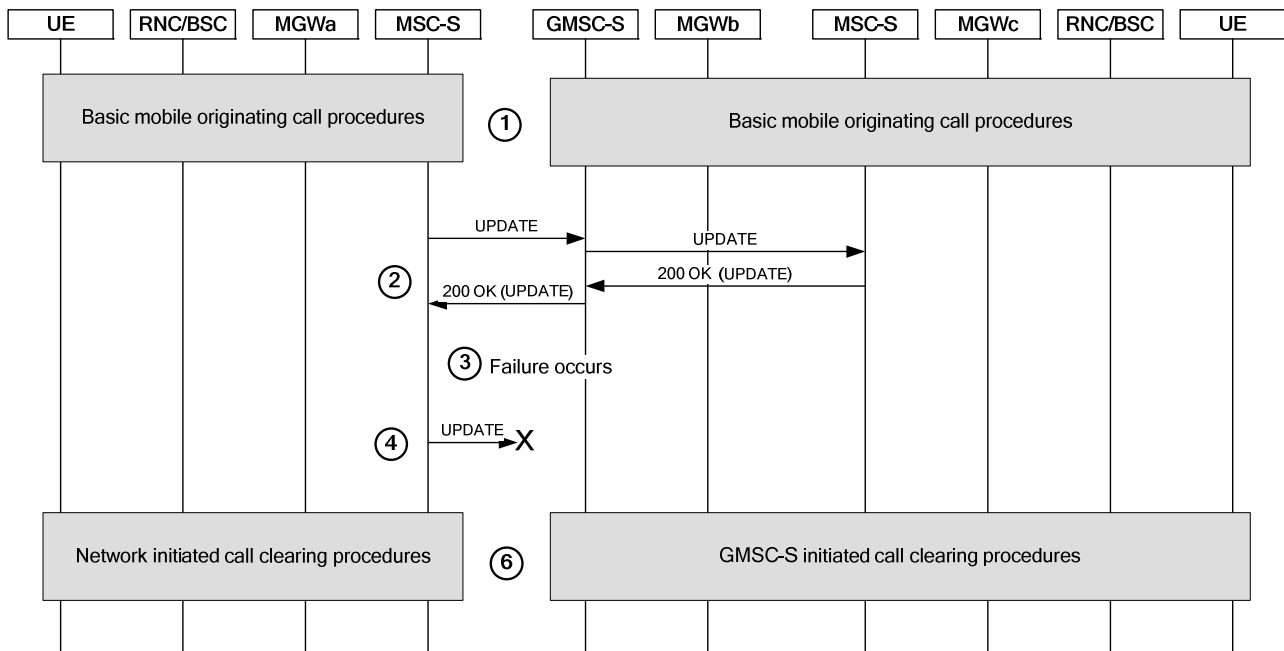 UE RNC/BSC MGWa MSC-S GMSC-S MGWb MSC-S MGWc RNC/BSC UE
Basic mobile originating call procedures
1
Basic mobile originating call procedures
UPDATE
UPDATE
2
200 OK (UPDATE)
200 OK (UPDATE)
3 Failure occurs
4
UPDATE
X
Network initiated call clearing procedures
6
GMSC-S initiated call clearing procedures